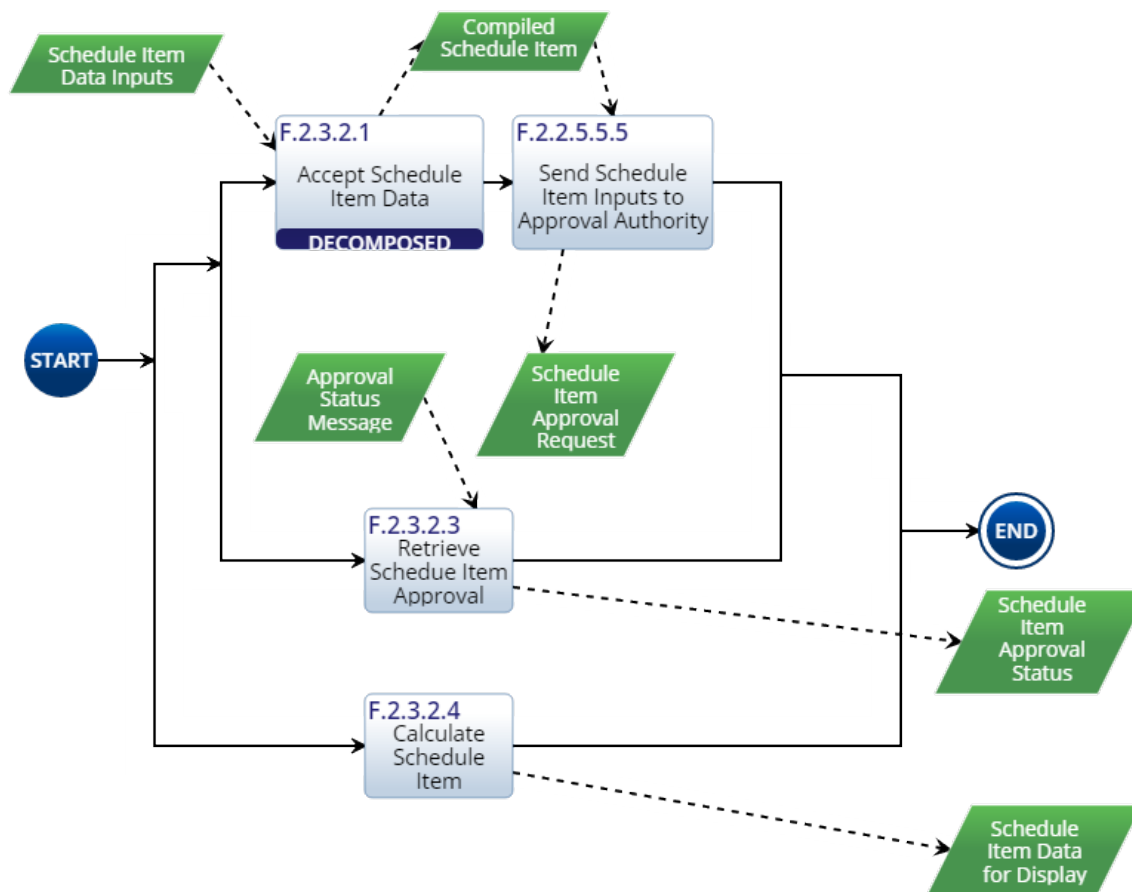 Schedule Item
Data Inputs
Compiled
Schedule Item
F.2.3.2.1
Accept Schedule
Item Data
DECOMPOSED
F.2.2.5.5.5
Send Schedule
Item Inputs to
Approval Authority
START
Approval
Status
Message
Schedule
Item
Approval
Request
F.2.3.2.3
Retrieve
Schedue Item
Approval
END
Schedule
Item
Approval
Status
F.2.3.2.4
Calculate
Schedule
Item
Schedule
Item Data
for Display